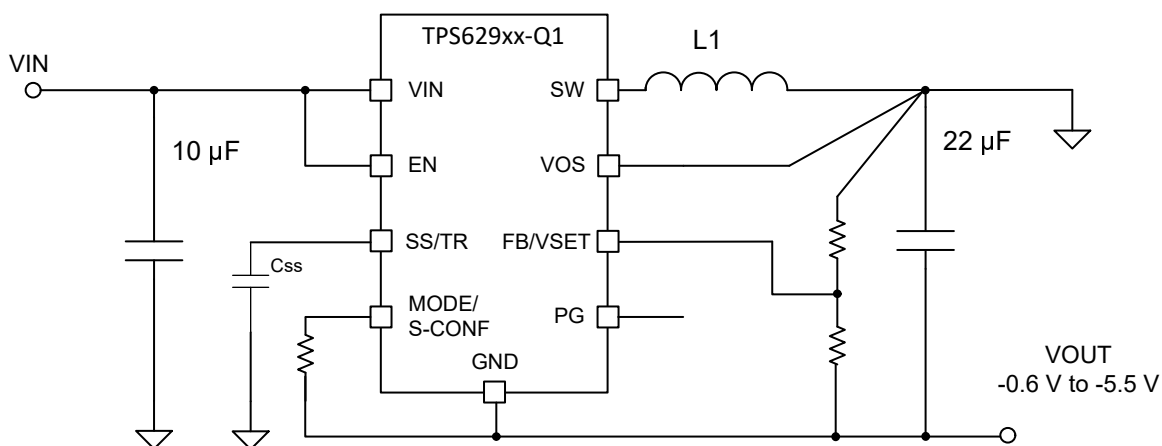 TPS629xx-Q1
L1
VIN
VIN
SW
10 µF
22 µF
EN
VOS
SS/TR
FB/VSET
Css
MODE/
S-CONF
PG
GND
VOUT
-0.6 V to -5.5 V